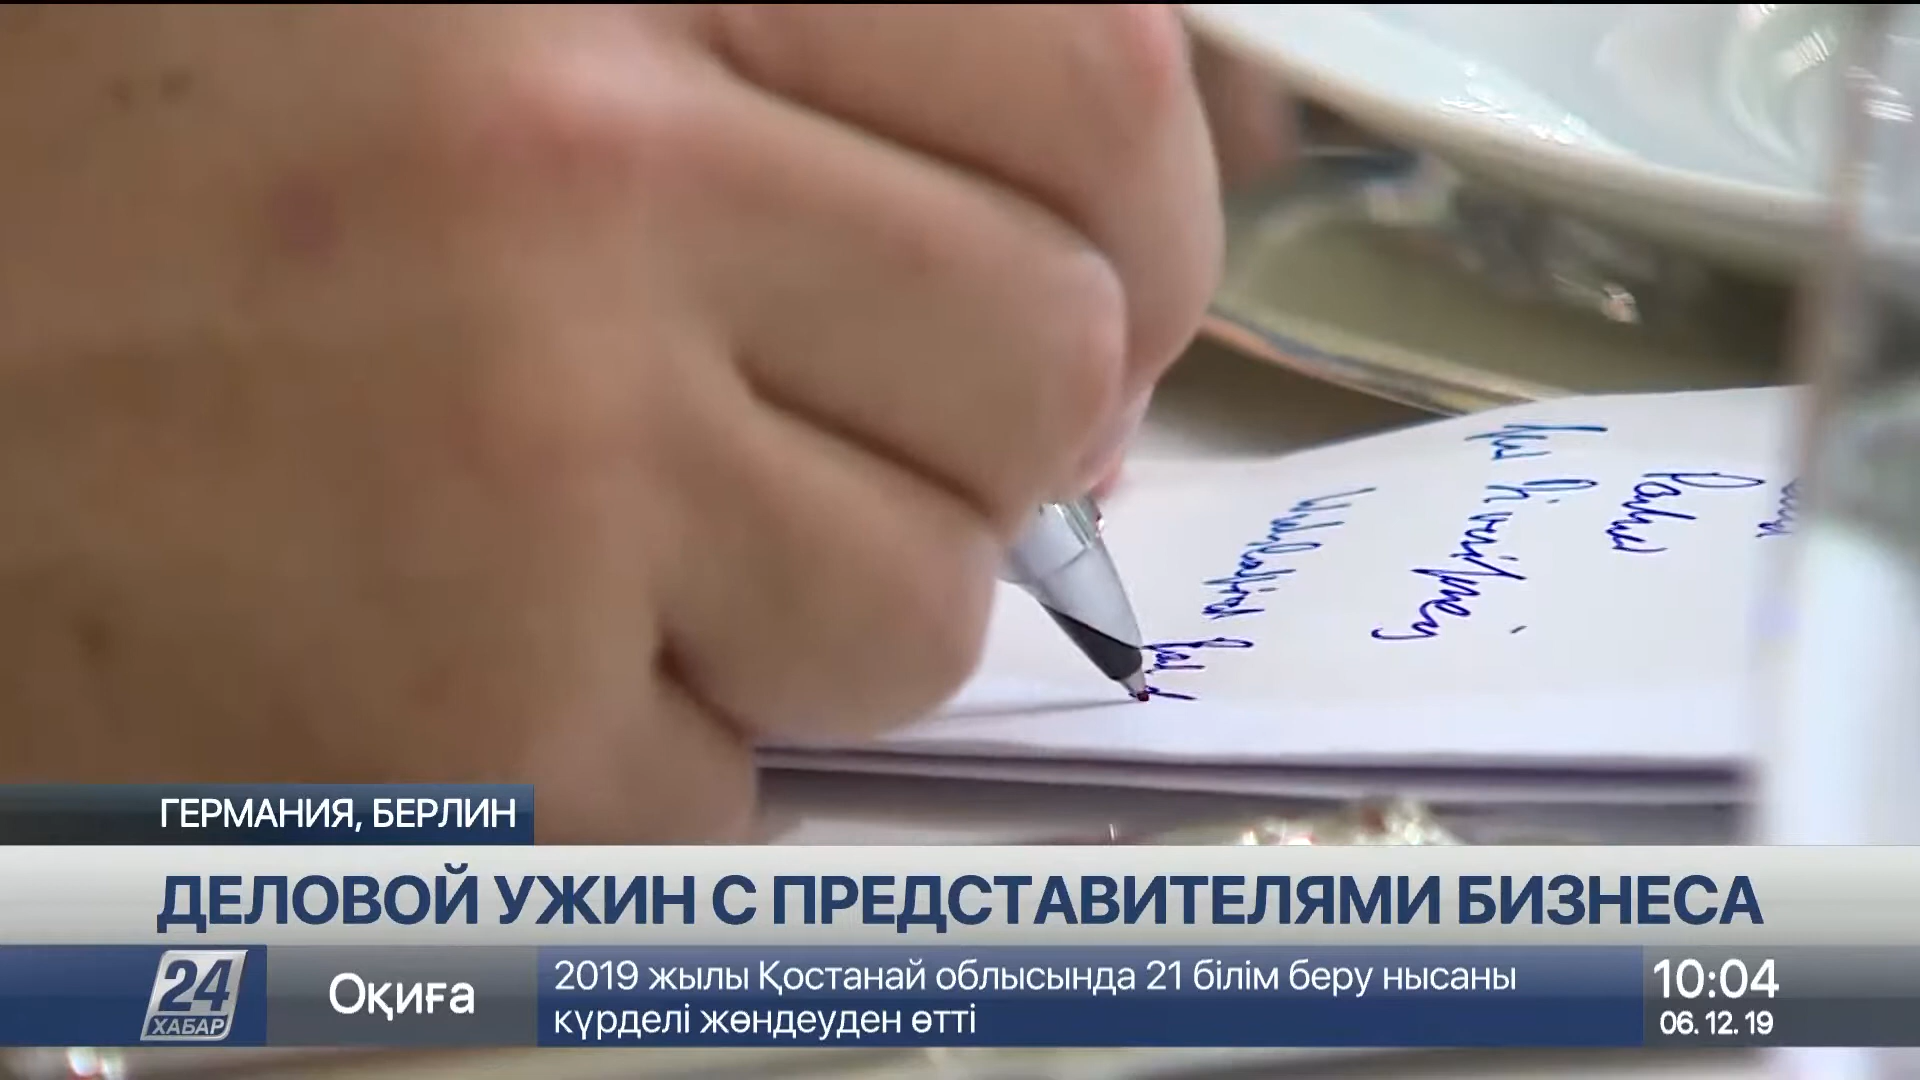 ГЕРМАНИЯ, БЕРЛИН
ДЕЛОВОЙ УЖИН С ПРЕДСТАВИТЕЛЯМИ БИЗНЕСА
24
ХАБАР
Оқиға
2019 жылы Қостанай облысында 21 білім беру нысаны
күрделі жөндеуден өтті
10:04
06. 12. 19